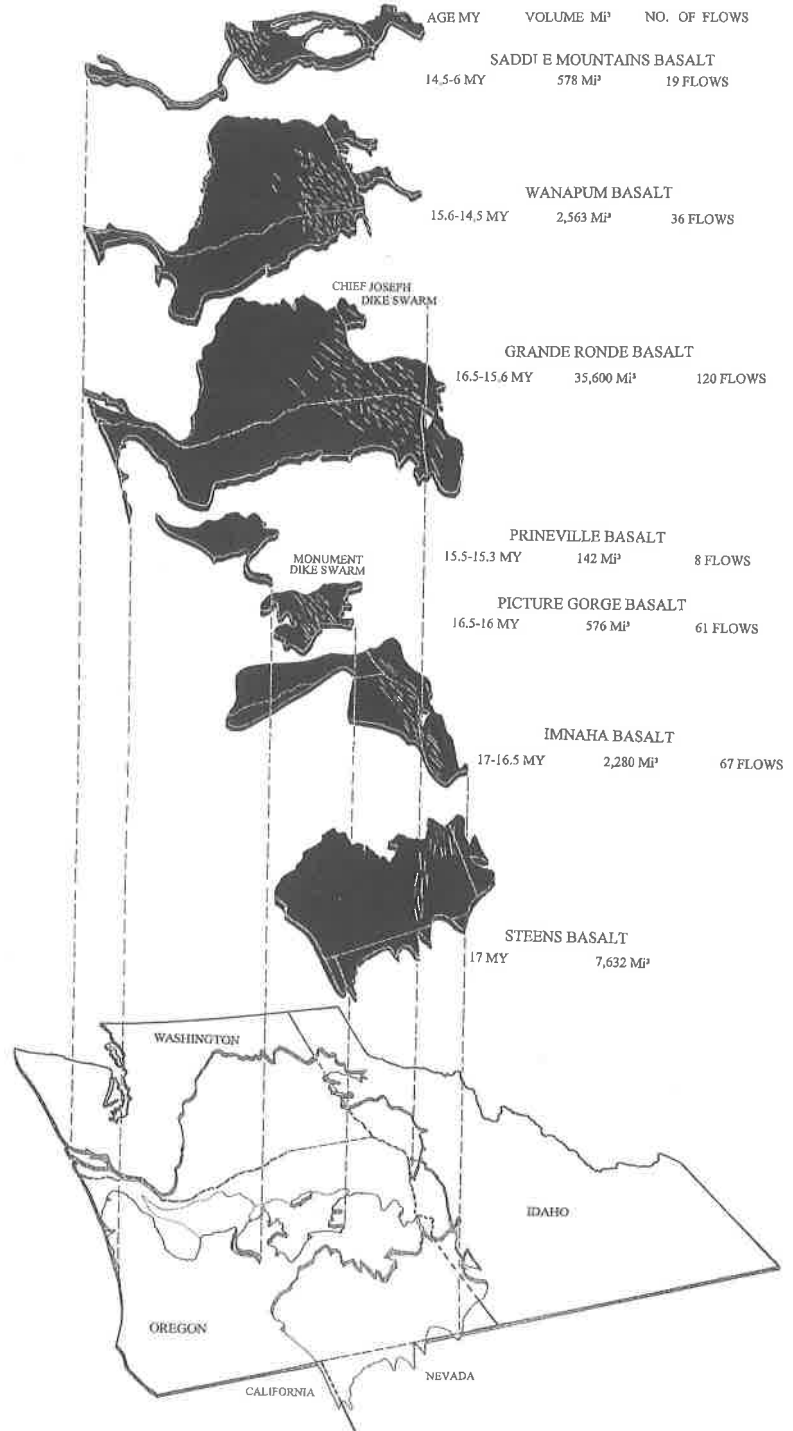 AGE MY VOLUME Mi³ NO. OF FLOWS
SADDLE MOUNTAINS BASALT
14.5-6 MY 578 Mi³ 19 FLOWS
WANAPUM BASALT
15.6-14.5 MY 2,563 Mi³ 36 FLOWS
CHIEF JOSEPH
DIKE SWARM
GRANDE RONDE BASALT
16.5-15.6 MY 35,600 Mi³ 120 FLOWS
PRINEVILLE BASALT
15.5-15.3 MY 142 Mi³ 8 FLOWS
MONUMENT
DIKE SWARM
PICTURE GORGE BASALT
16.5-16 MY 576 Mi³ 61 FLOWS
IMNAHA BASALT
17-16.5 MY 2,280 Mi³ 67 FLOWS
STEENS BASALT
17 MY 7,632 Mi³
WASHINGTON
IDAHO
OREGON
NEVADA
CALIFORNIA